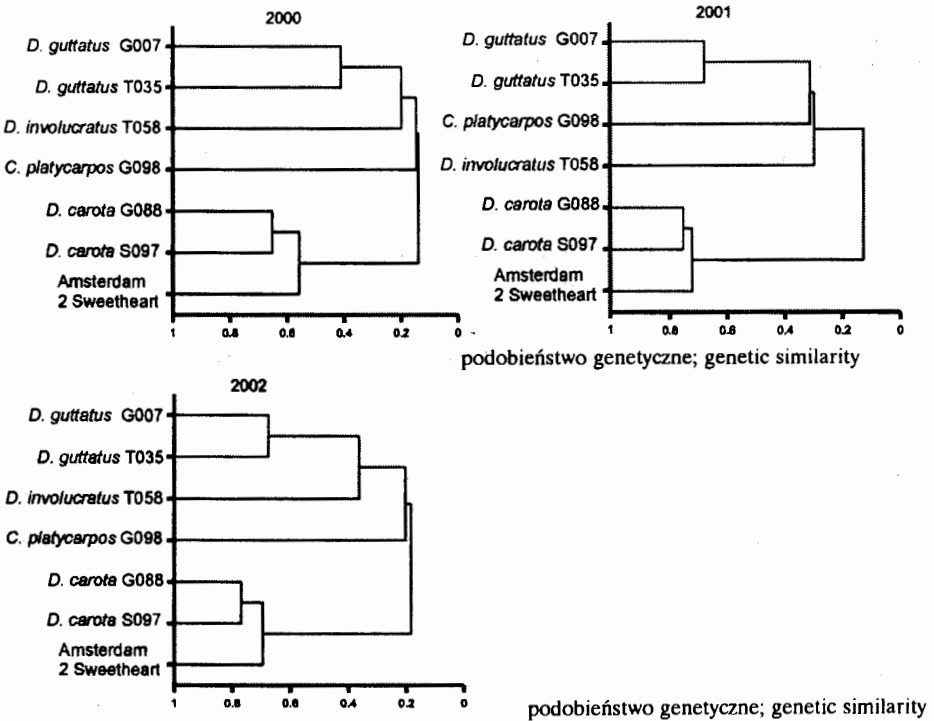 2000
D. guttatus G007
D. guttatus T035
D. involucratus T058
C. platycarpos G098
D. carota G088
D. carota S097
Amsterdam
2 Sweetheart
1 0.8 0.6 0.4 0.2 0
2001
D. guttatus G007
D. guttatus T035
C. platycarpos G098
D. involucratus T058
D. carota G088
D. carota S097
Amsterdam
2 Sweetheart
1 0.8 0.6 0.4 0.2 0
podobieństwo genetyczne; genetic similarity
2002
D. guttatus G007
D. guttatus T035
D. involucratus T058
C. platycarpos G098
D. carota G088
D. carota S097
Amsterdam
2 Sweetheart
1 0.8 0.6 0.4 0.2 0
podobieństwo genetyczne; genetic similarity